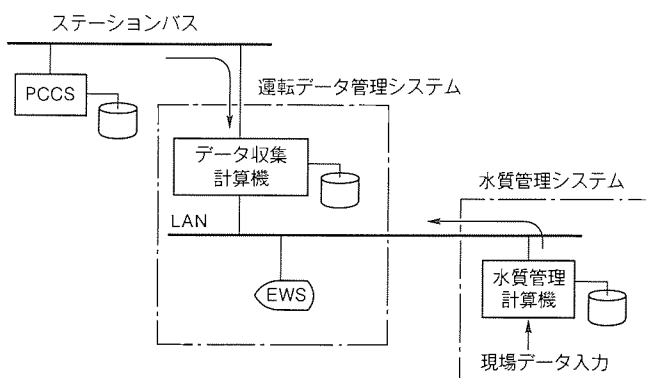 ステーションバス
PCCS
運転データ管理システム
データ収集
計算機
水質管理システム
LAN
EWS
水質管理
計算機
現場データ入力